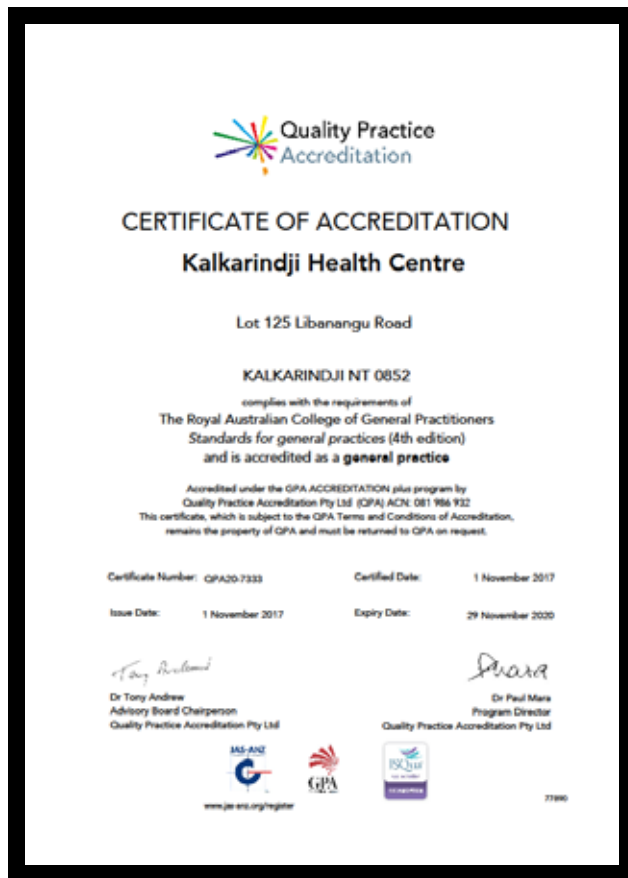 Quality Practice
Accreditation
CERTIFICATE OF ACCREDITATION
Kalkarindji Health Centre
Lot 125 Libanangu Road
KALKARINDJI NT 0852
complies with the requirements of
The Royal Australian College of General Practitioners
Standards for general practices (4th edition)
and is accredited as a general practice
Accredited under the GPA ACCREDITATION plus program by
Quality Practice Accreditation Pty Ltd (QPA) ACN: 081 986 932
This certificate, which is subject to the QPA Terms and Conditions of Accreditation,
remains the property of QPA and must be returned to QPA on request.
Certificate Number: QPA20-7333 Certified Date: 1 November 2017
Issue Date: 1 November 2017 Expiry Date: 29 November 2020
Dr Tony Andrew Dr Paul Mara
Advisory Board Chairperson Program Director
Quality Practice Accreditation Pty Ltd Quality Practice Accreditation Pty Ltd
JAS-ANZ
GPA
ISQua
www.jas-anz.org/register
77890